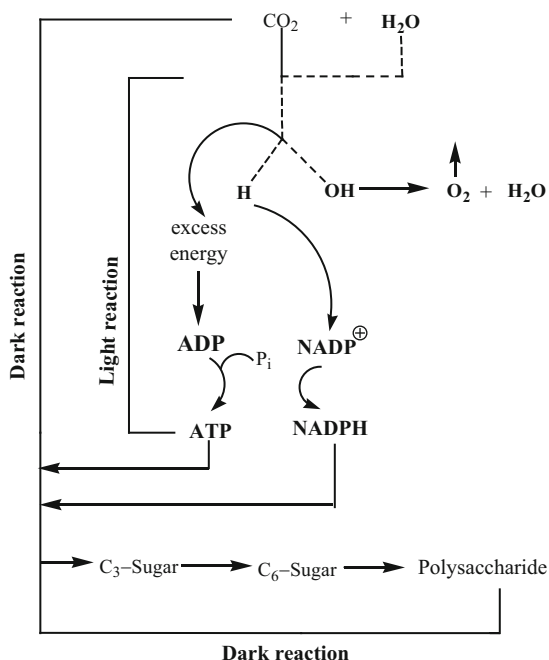 CO₂ + H₂O
H OH O₂ + H₂O
excess
energy
ADP Pᵢ NADP⊕
ATP NADPH
Light reaction
Dark reaction
C₃–Sugar C₆–Sugar Polysaccharide
Dark reaction